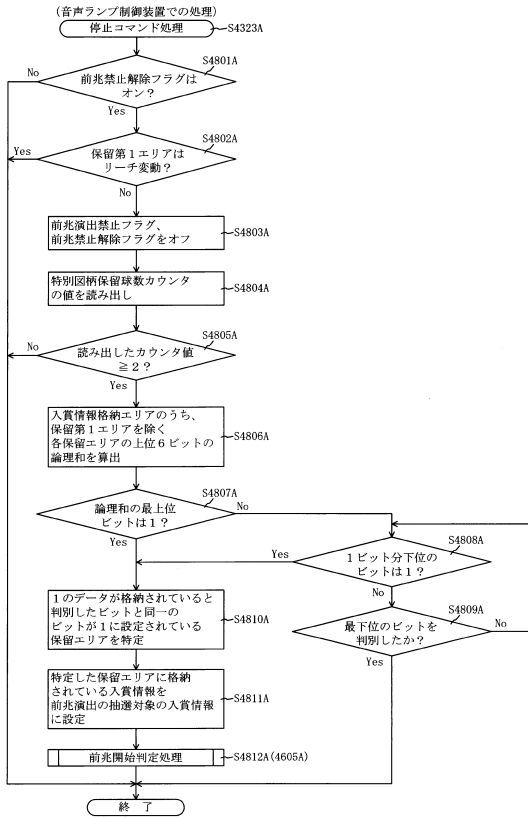 (音声ランプ制御装置での処理)
停止コマンド処理
S4323A
S4801A
No
前兆禁止解除フラグは
オン？
Yes
S4802A
Yes
保留第１エリアは
リーチ変動？
No
前兆演出禁止フラグ、
前兆禁止解除フラグをオフ
S4803A
特別図柄保留球数カウンタ
の値を読み出し
S4804A
S4805A
No
読み出したカウンタ値
≧２？
Yes
入賞情報格納エリアのうち、
保留第１エリアを除く
各保留エリアの上位６ビットの
論理和を算出
S4806A
S4807A
No
論理和の最上位
ビットは１？
Yes
S4808A
Yes
１ビット分下位の
ビットは１？
No
S4809A
最下位のビットを
判別したか？
No
Yes
１のデータが格納されていると
判別したビットと同一の
ビットが１に設定されている
保留エリアを特定
S4810A
特定した保留エリアに格納
されている入賞情報を
前兆演出の抽選対象の入賞情報
に設定
S4811A
前兆開始判定処理
S4812A(4605A)
終　了